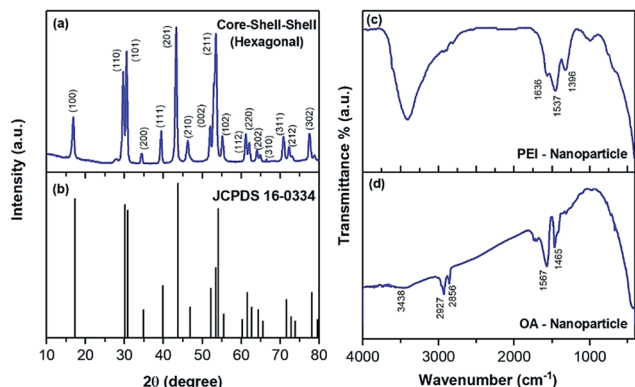 (a)
Core-Shell-Shell
(Hexagonal)
(100)
(110)
(101)
(200)
(111)
(201)
(210)
(002)
(211)
(102)
(112)
(220)
(202)
(310)
(311)
(212)
(302)
Intensity (a.u.)
(b)
JCPDS 16-0334
10 20 30 40 50 60 70 80
2θ (degree)
(c)
1636
1537
1396
PEI - Nanoparticle
Transmittance % (a.u.)
(d)
3438
2927
2856
1567
1465
OA - Nanoparticle
4000 3000 2000 1000
Wavenumber (cm⁻¹)